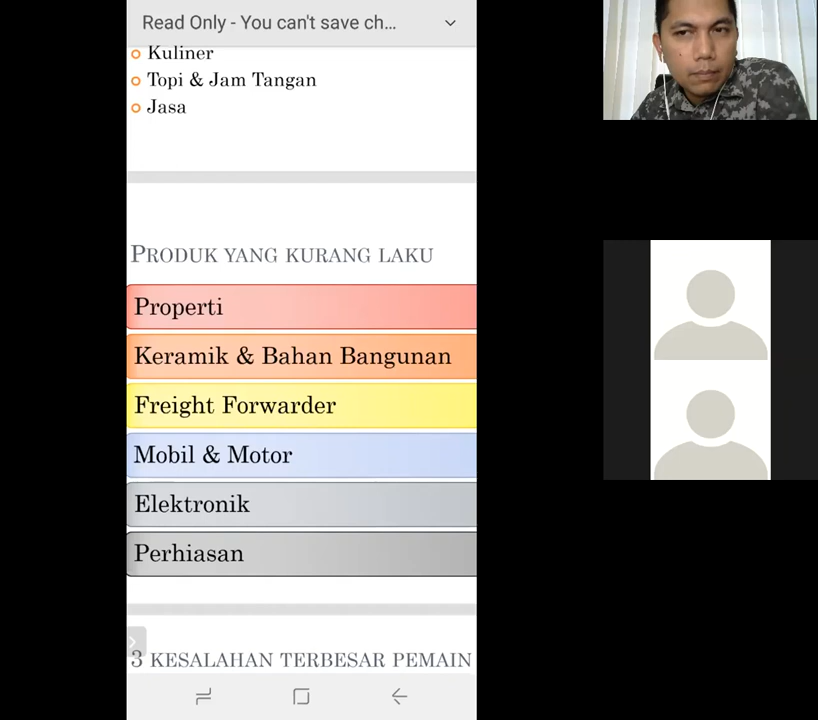 Read Only - You can't save ch...
Kuliner
Topi & Jam Tangan
Jasa
PRODUK YANG KURANG LAKU
Properti
Keramik & Bahan Bangunan
Freight Forwarder
Mobil & Motor
Elektronik
Perhiasan
3 KESALAHAN TERBESAR PEMAIN